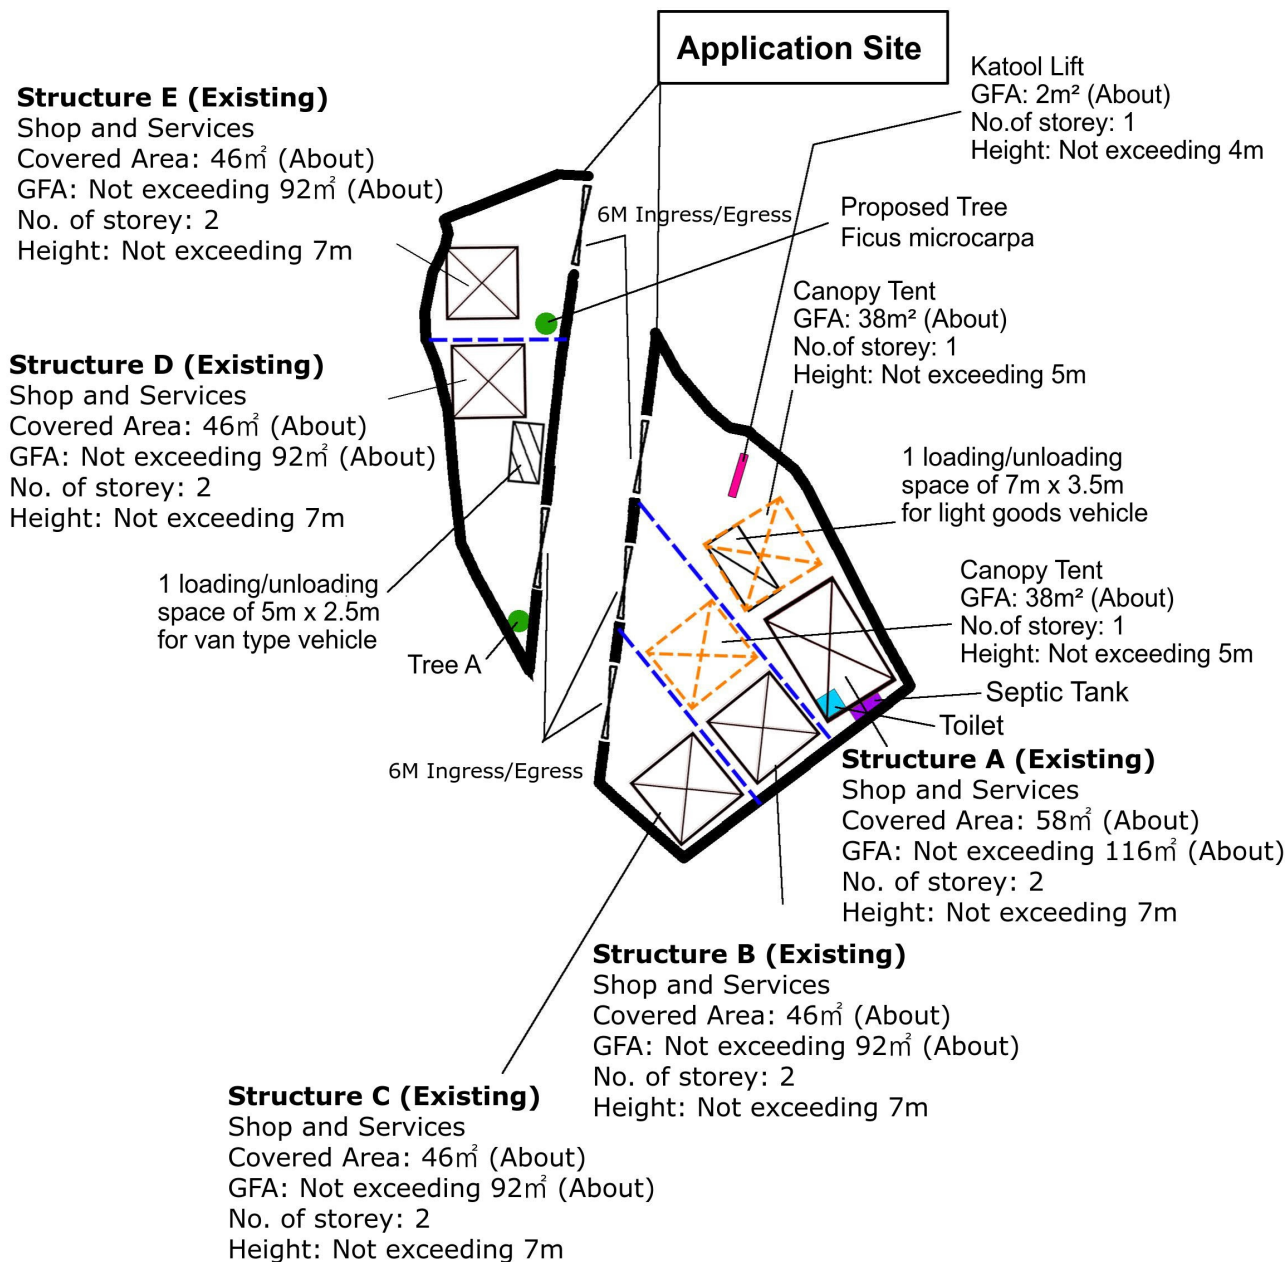 Application Site
Katool Lift
GFA: 2m² (About)
No.of storey: 1
Height: Not exceeding 4m
Structure E (Existing)
Shop and Services
Covered Area: 46㎡ (About)
GFA: Not exceeding 92㎡ (About)
No. of storey: 2
Height: Not exceeding 7m
6M Ingress/Egress
Proposed Tree
Ficus microcarpa
Canopy Tent
GFA: 38m² (About)
No.of storey: 1
Height: Not exceeding 5m
Structure D (Existing)
Shop and Services
Covered Area: 46㎡ (About)
GFA: Not exceeding 92㎡ (About)
No. of storey: 2
Height: Not exceeding 7m
1 loading/unloading
space of 7m x 3.5m
for light goods vehicle
1 loading/unloading
space of 5m x 2.5m
for van type vehicle
Canopy Tent
GFA: 38m² (About)
No.of storey: 1
Height: Not exceeding 5m
Tree A
Septic Tank
Toilet
6M Ingress/Egress
Structure A (Existing)
Shop and Services
Covered Area: 58㎡ (About)
GFA: Not exceeding 116㎡ (About)
No. of storey: 2
Height: Not exceeding 7m
Structure B (Existing)
Shop and Services
Covered Area: 46㎡ (About)
GFA: Not exceeding 92㎡ (About)
No. of storey: 2
Height: Not exceeding 7m
Structure C (Existing)
Shop and Services
Covered Area: 46㎡ (About)
GFA: Not exceeding 92㎡ (About)
No. of storey: 2
Height: Not exceeding 7m